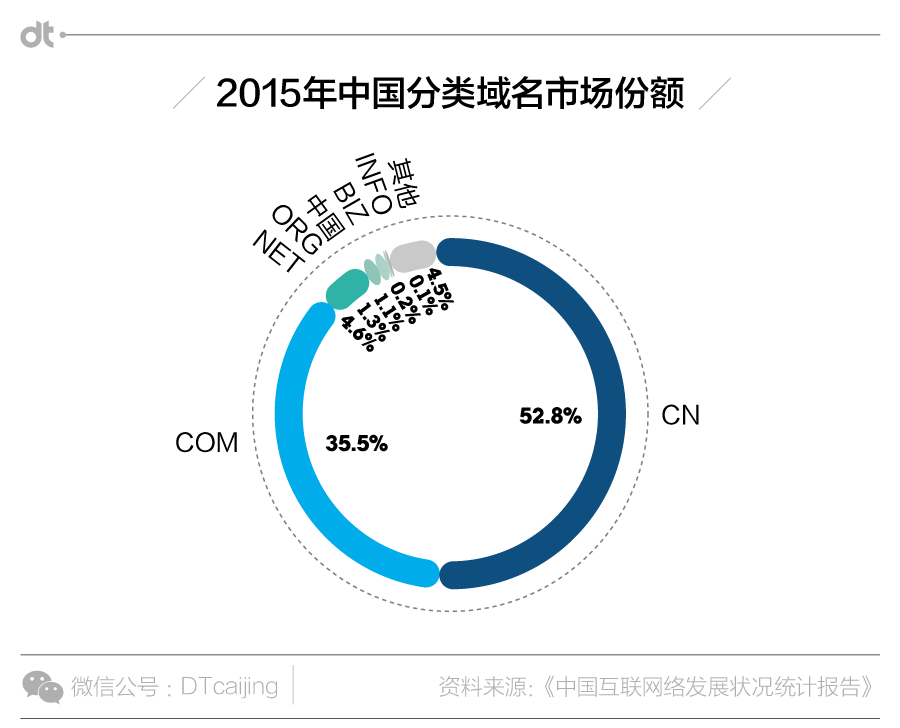 dt
2015年中国分类域名市场份额
其他
INFO
BIZ
中国
ORG
NET
4.5%
0.1%
0.2%
1.1%
1.3%
4.6%
COM
35.5%
52.8%
CN
微信公号：DTcaijing
资料来源:《中国互联网络发展状况统计报告》